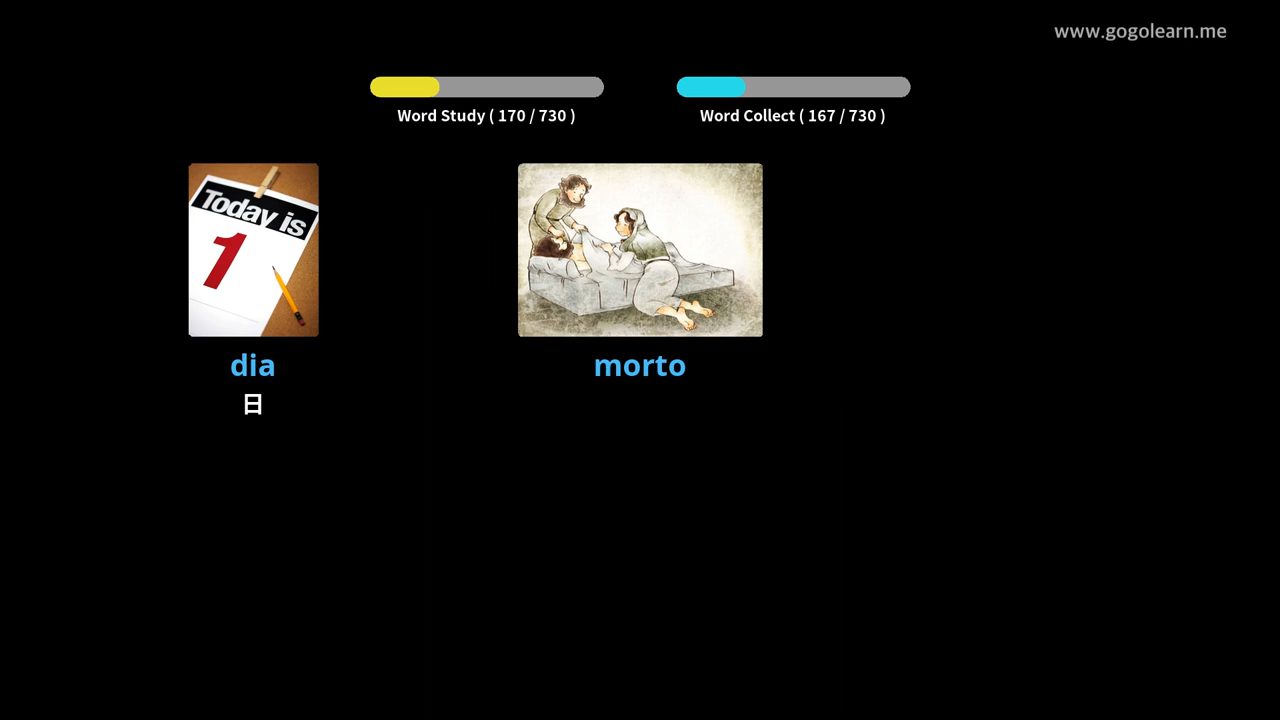 www.gogolearn.me
Word Study ( 170 / 730 )
Word Collect ( 167 / 730 )
Today is
1
dia
morto
日